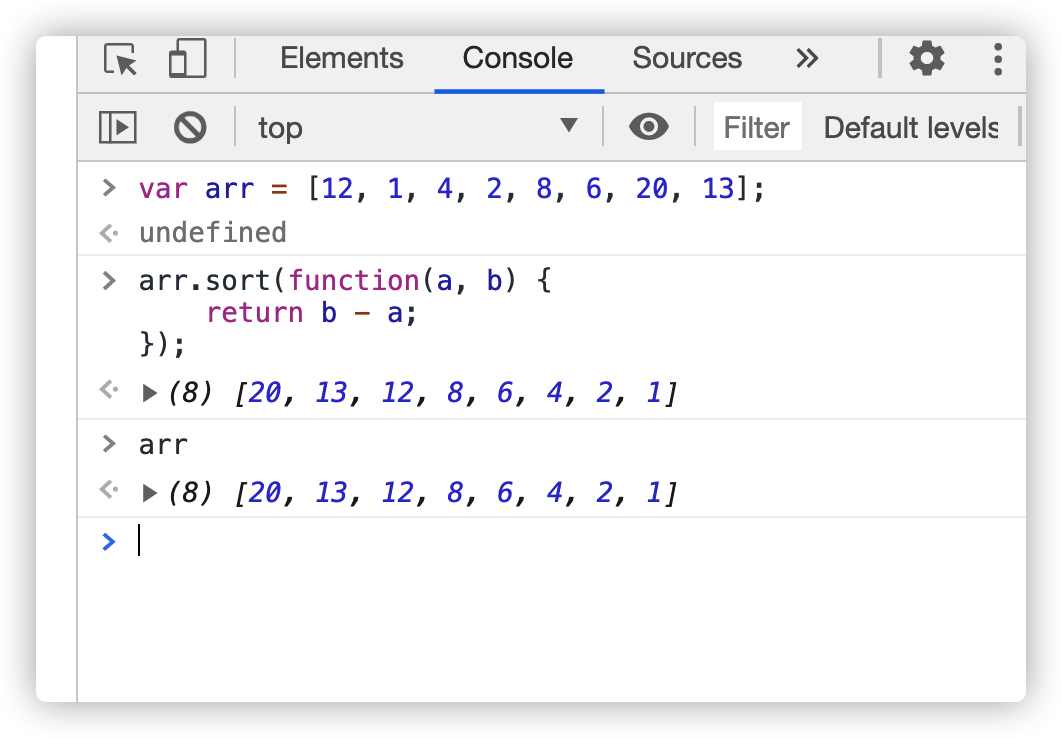 Elements Console Sources »
top ▼ Filter Default levels
> var arr = [12, 1, 4, 2, 8, 6, 20, 13];
<· undefined
> arr.sort(function(a, b) {
    return b - a;
});
<· ▶ (8) [20, 13, 12, 8, 6, 4, 2, 1]
> arr
<· ▶ (8) [20, 13, 12, 8, 6, 4, 2, 1]
>